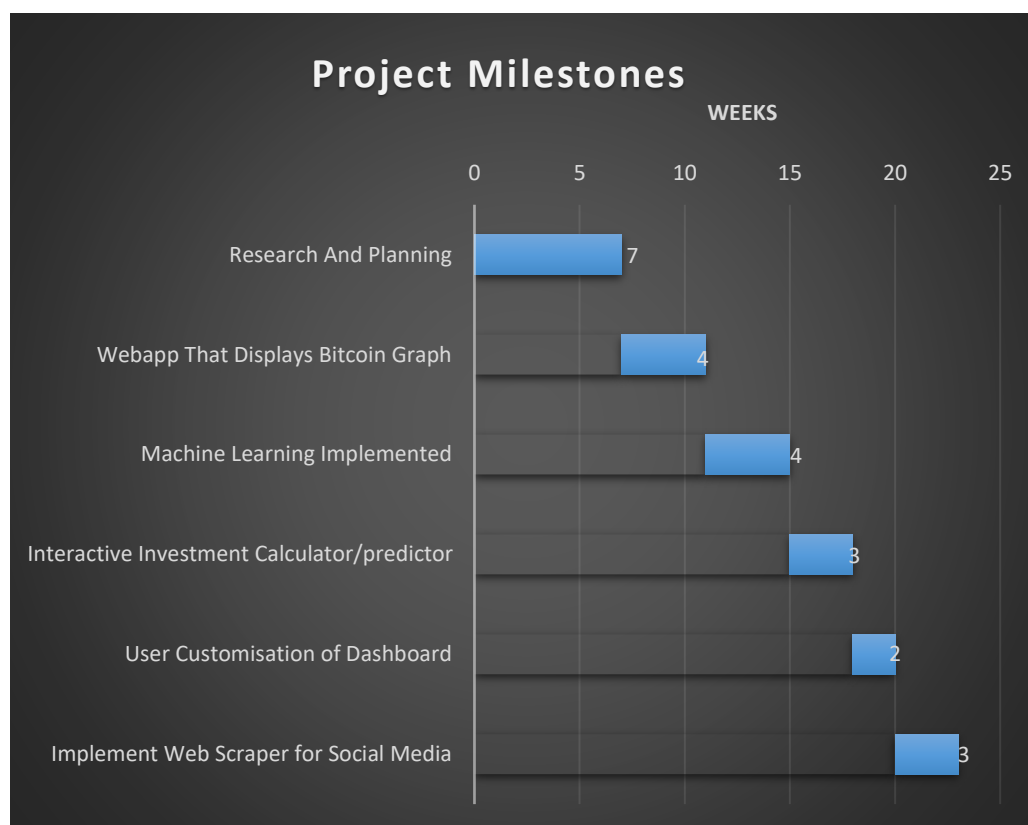 Project Milestones
WEEKS
0 5 10 15 20 25
Research And Planning 7
Webapp That Displays Bitcoin Graph 4
Machine Learning Implemented 4
Interactive Investment Calculator/predictor 3
User Customisation of Dashboard 2
Implement Web Scraper for Social Media 3